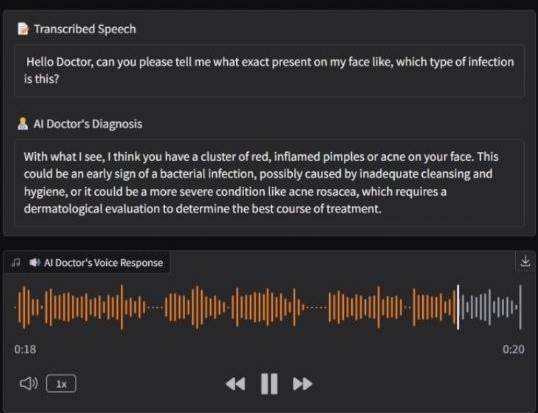 Transcribed Speech
Hello Doctor, can you please tell me what exact present on my face like, which type of infection
is this?
AI Doctor's Diagnosis
With what I see, I think you have a cluster of red, inflamed pimples or acne on your face. This
could be an early sign of a bacterial infection, possibly caused by inadequate cleansing and
hygiene, or it could be a more severe condition like acne rosacea, which requires a
dermatological evaluation to determine the best course of treatment.
AI Doctor's Voice Response
0:18
0:20
1x